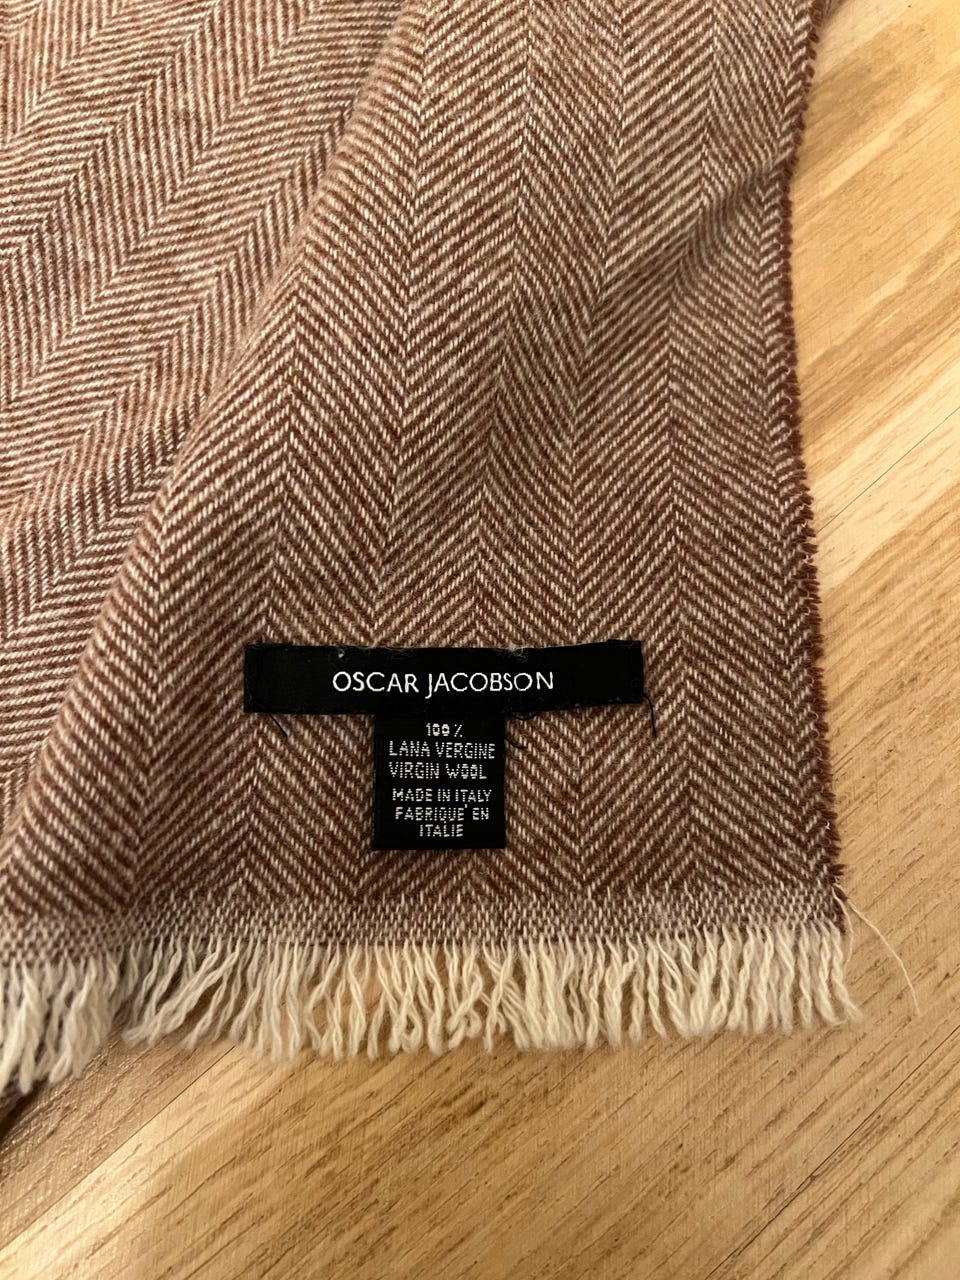 OSCAR JACOBSON
100%
LANA VERGINE
VIRGIN WOOL
MADE IN ITALY
FABRIQUE' EN
ITALIE